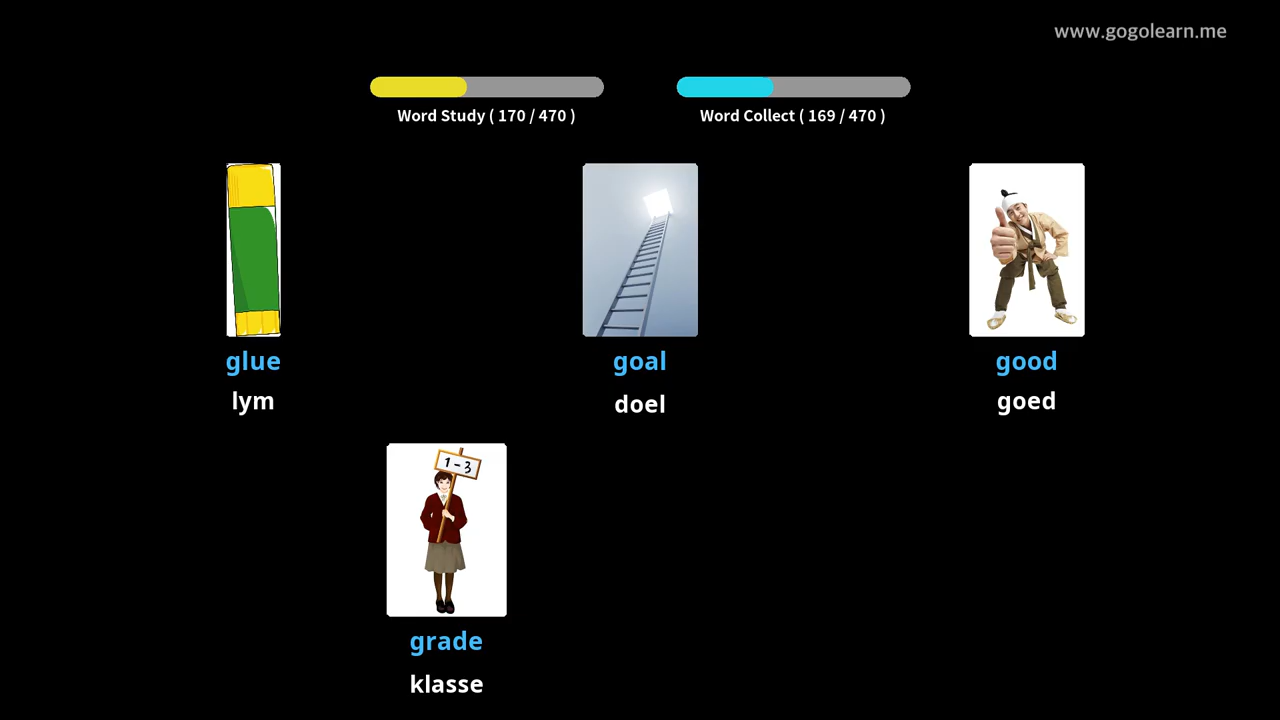 www.gogolearn.me
Word Study ( 170 / 470 )
Word Collect ( 169 / 470 )
glue
goal
good
lym
doel
goed
1-3
grade
klasse